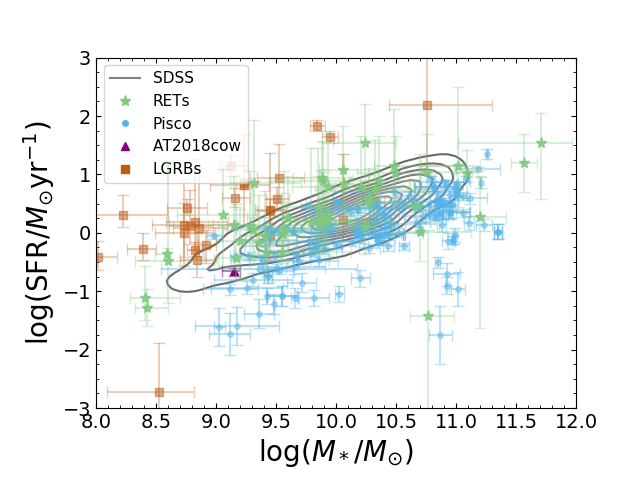 3
2
1
0
−1
−2
−3
log(SFR/M⊙yr⁻¹)
SDSS
RETs
Pisco
AT2018cow
LGRBs
8.0 8.5 9.0 9.5 10.0 10.5 11.0 11.5 12.0
log(M*/M⊙)